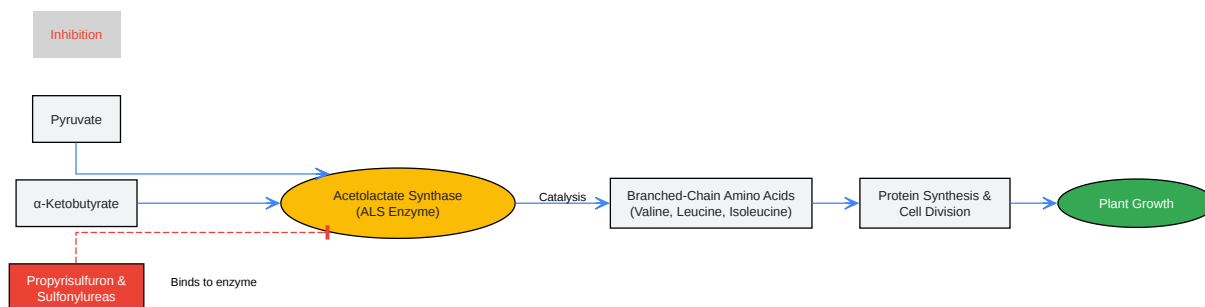 Inhibition
Pyruvate
α-Ketobutyrate
Propyrisulfuron &
Sulfonylureas
Binds to enzyme
Acetolactate Synthase
(ALS Enzyme)
Catalysis
Branched-Chain Amino Acids
(Valine, Leucine, Isoleucine)
Protein Synthesis &
Cell Division
Plant Growth